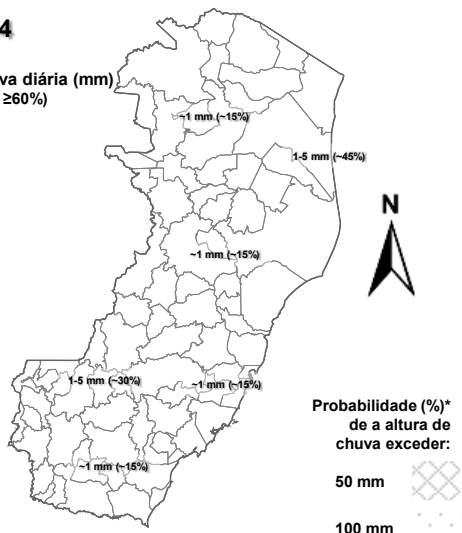 4
va diária (mm)
≥60%)
~1 mm (~15%)
1-5 mm (~45%)
N
~1 mm (~15%)
1-5 mm (~30%)
~1 mm (~15%)
Probabilidade (%)*
de a altura de
chuva exceder:
~1 mm (~15%)
50 mm
100 mm